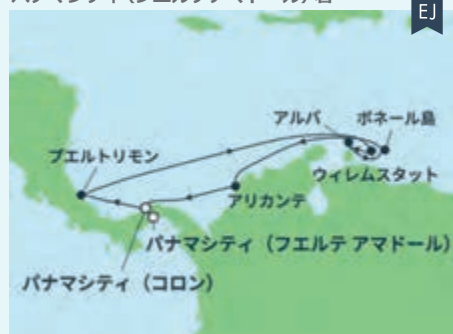 EJ
アルバ
ボネール島
プエルトリモン
ウィレムスタット
アリカンテ
パナマシティ（フエルテ アマドール）
パナマシティ（コロン）